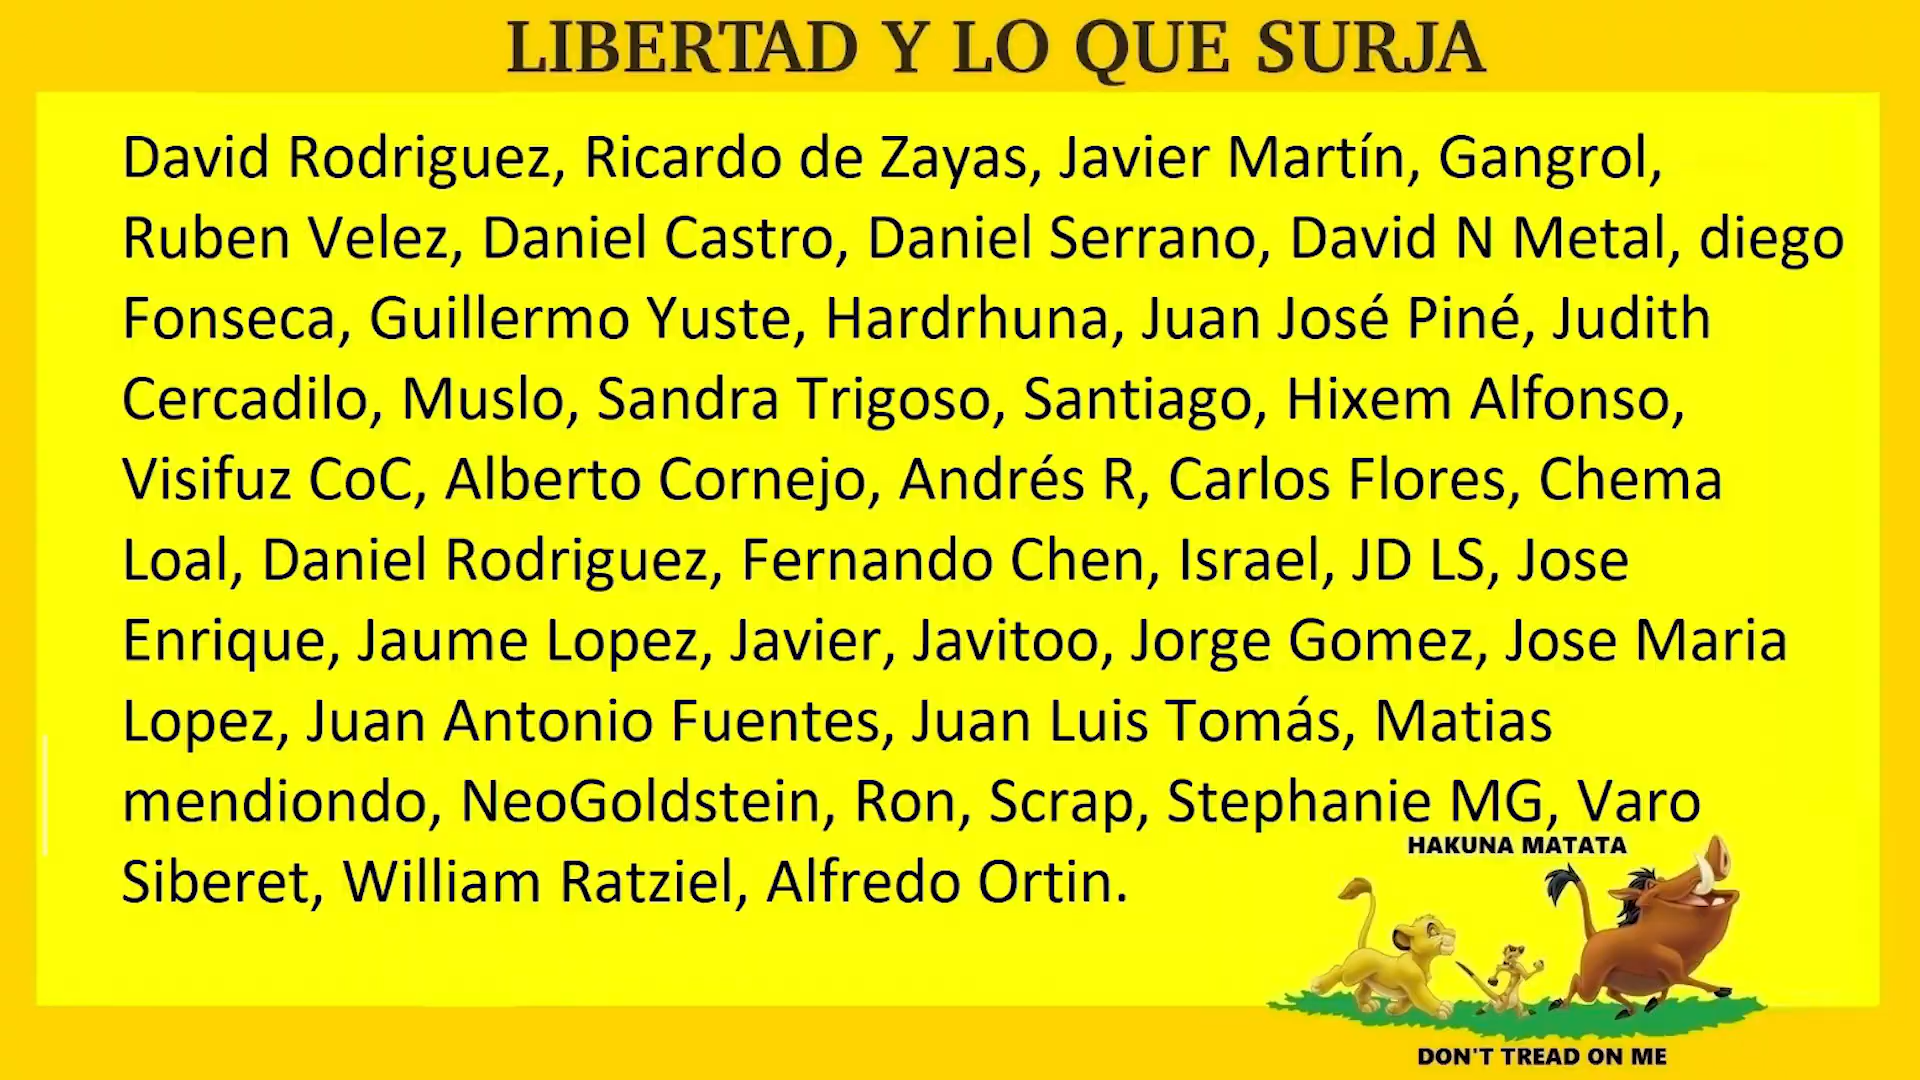 LIBERTAD Y LO QUE SURJA
David Rodriguez, Ricardo de Zayas, Javier Martín, Gangrol,
Ruben Velez, Daniel Castro, Daniel Serrano, David N Metal, diego
Fonseca, Guillermo Yuste, Hardrhuna, Juan José Piné, Judith
Cercadilo, Muslo, Sandra Trigoso, Santiago, Hixem Alfonso,
Visifuz CoC, Alberto Cornejo, Andrés R, Carlos Flores, Chema
Loal, Daniel Rodriguez, Fernando Chen, Israel, JD LS, Jose
Enrique, Jaume Lopez, Javier, Javitoo, Jorge Gomez, Jose Maria
Lopez, Juan Antonio Fuentes, Juan Luis Tomás, Matias
mendiondo, NeoGoldstein, Ron, Scrap, Stephanie MG, Varo
Siberet, William Ratziel, Alfredo Ortin.
HAKUNA MATATA
DON'T TREAD ON ME